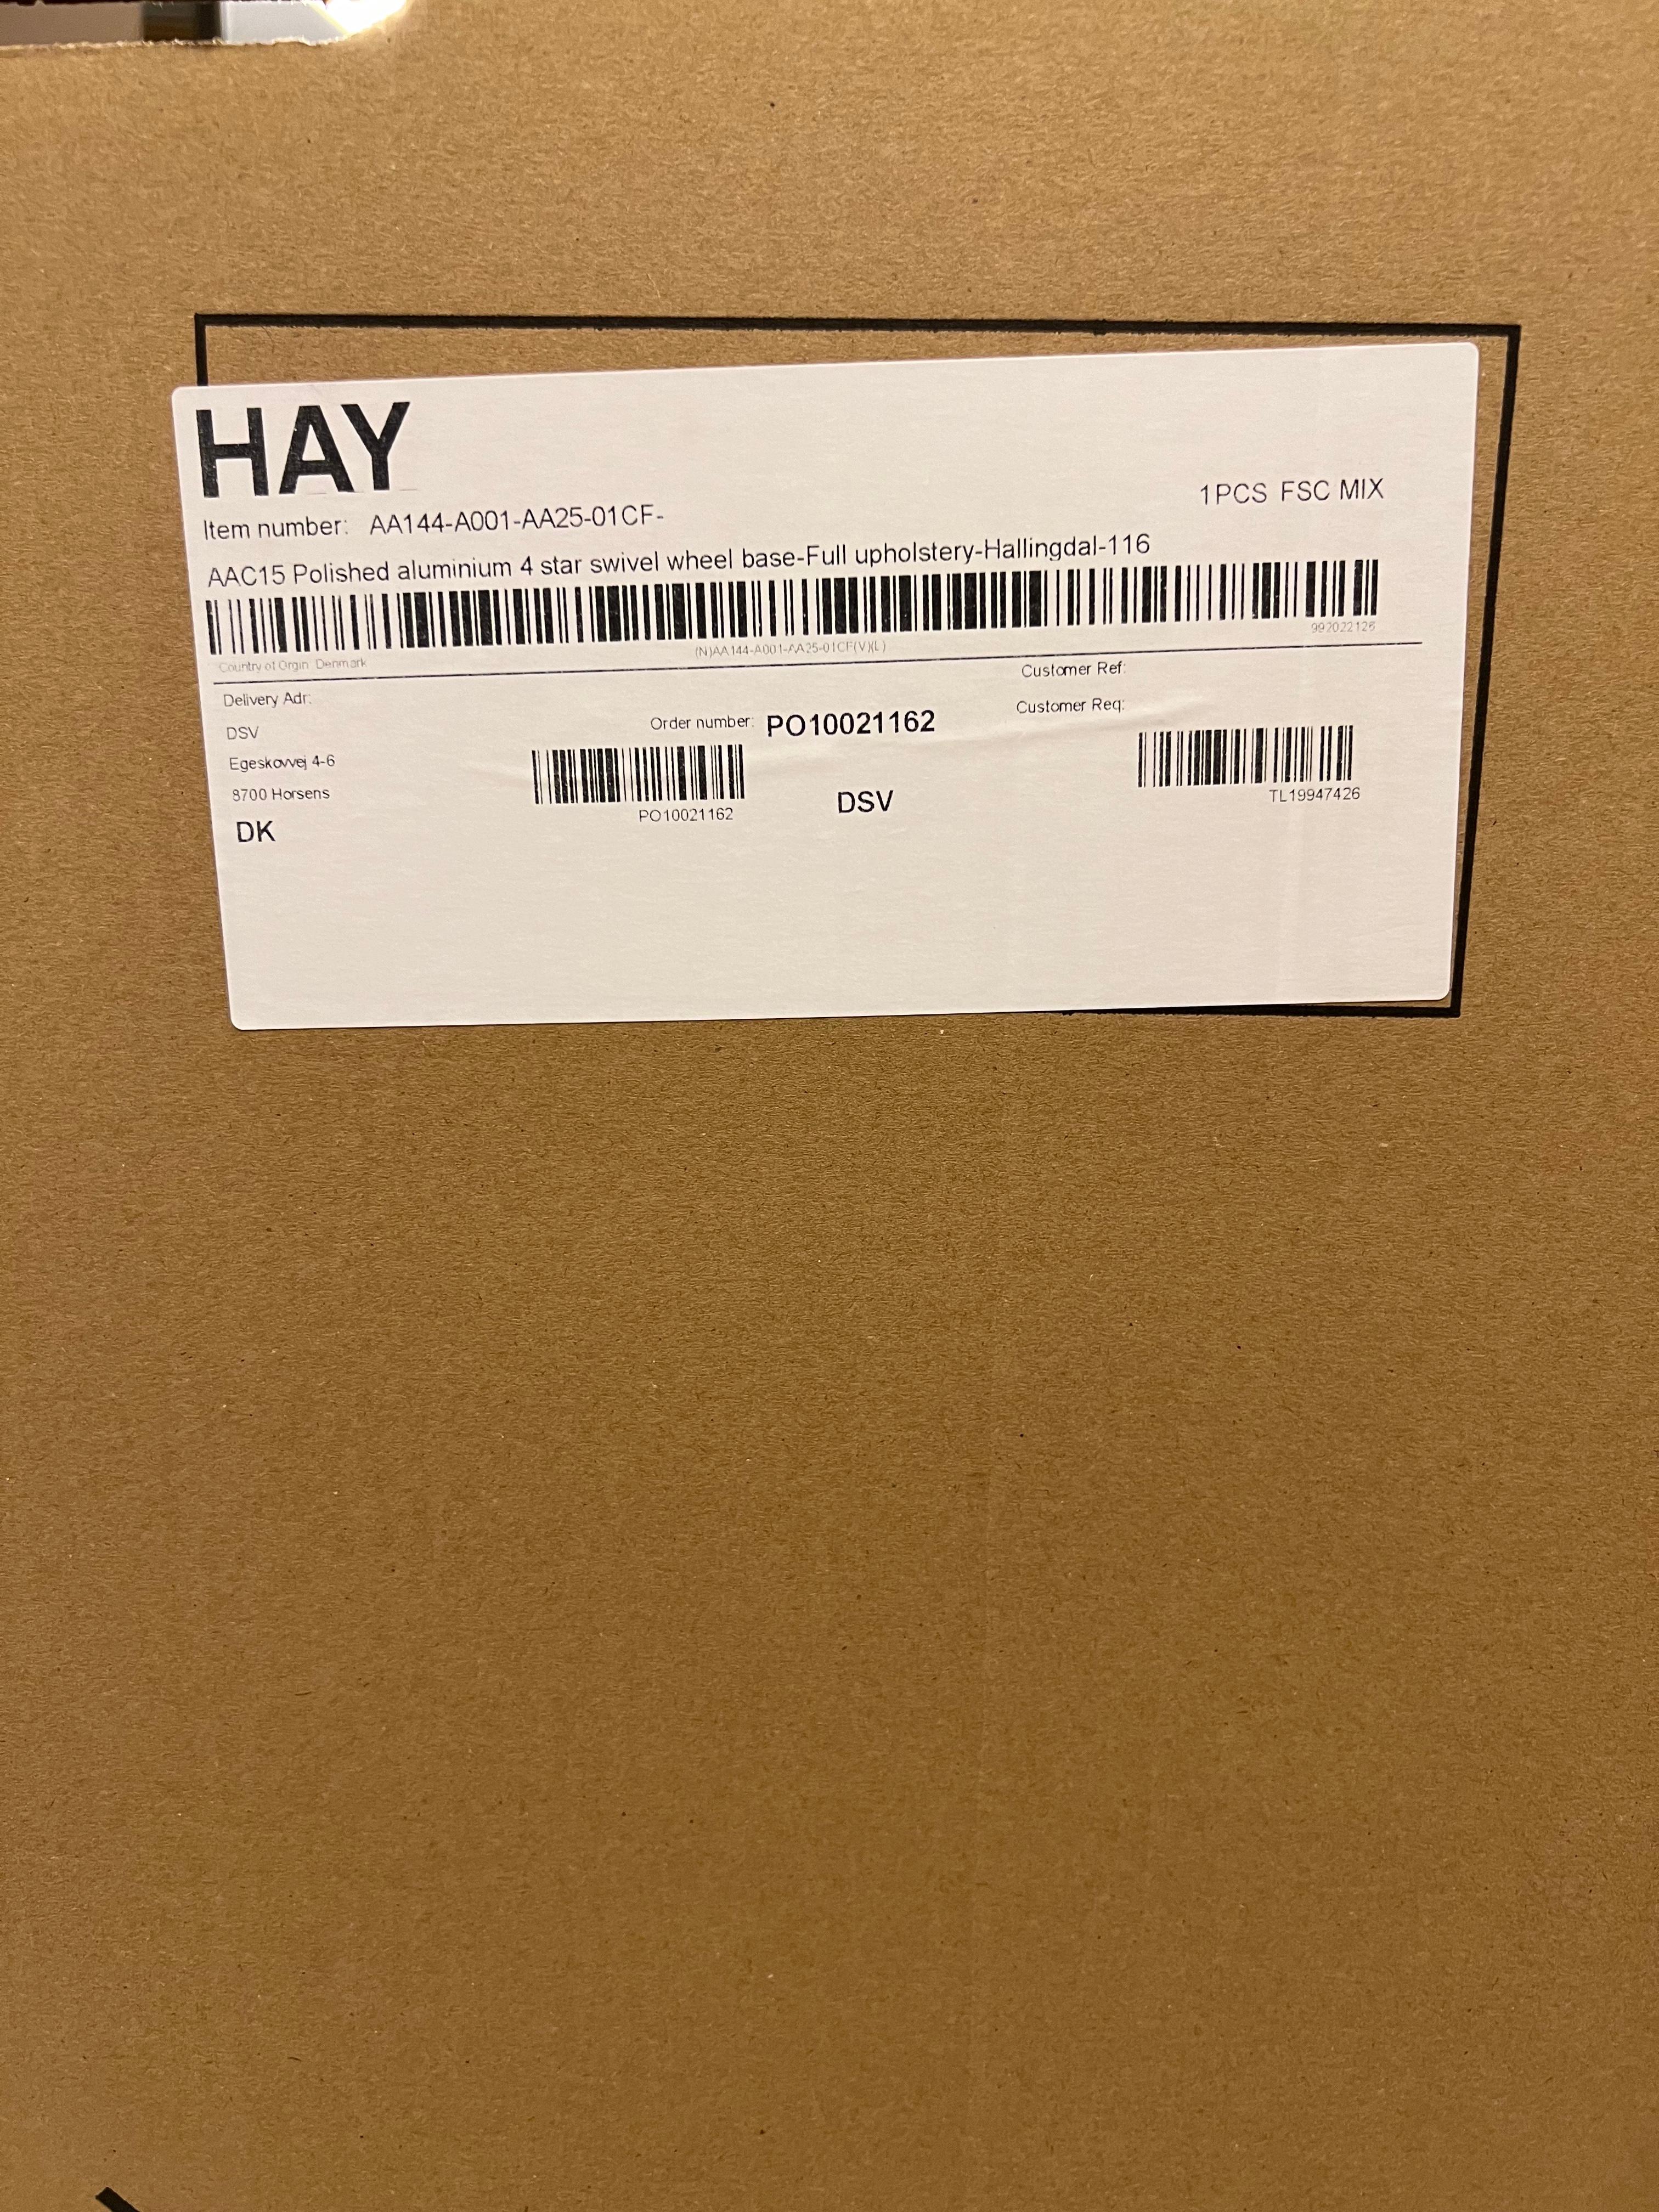 HAY
1PCS FSC MIX
Item number: AA144-A001-AA25-01CF-
AAC15 Polished aluminium 4 star swivel wheel base-Full upholstery-Hallingdal-116
992022126
(N)AA144-A001-AA25-01CF(V)(L)
Country of Orgin Denmark
Delivery Adr:
DSV
Egeskovvej 4-6
8700 Horsens
DK
Order number: PO10021162
PO10021162
DSV
Customer Ref:
Customer Req:
TL19947426